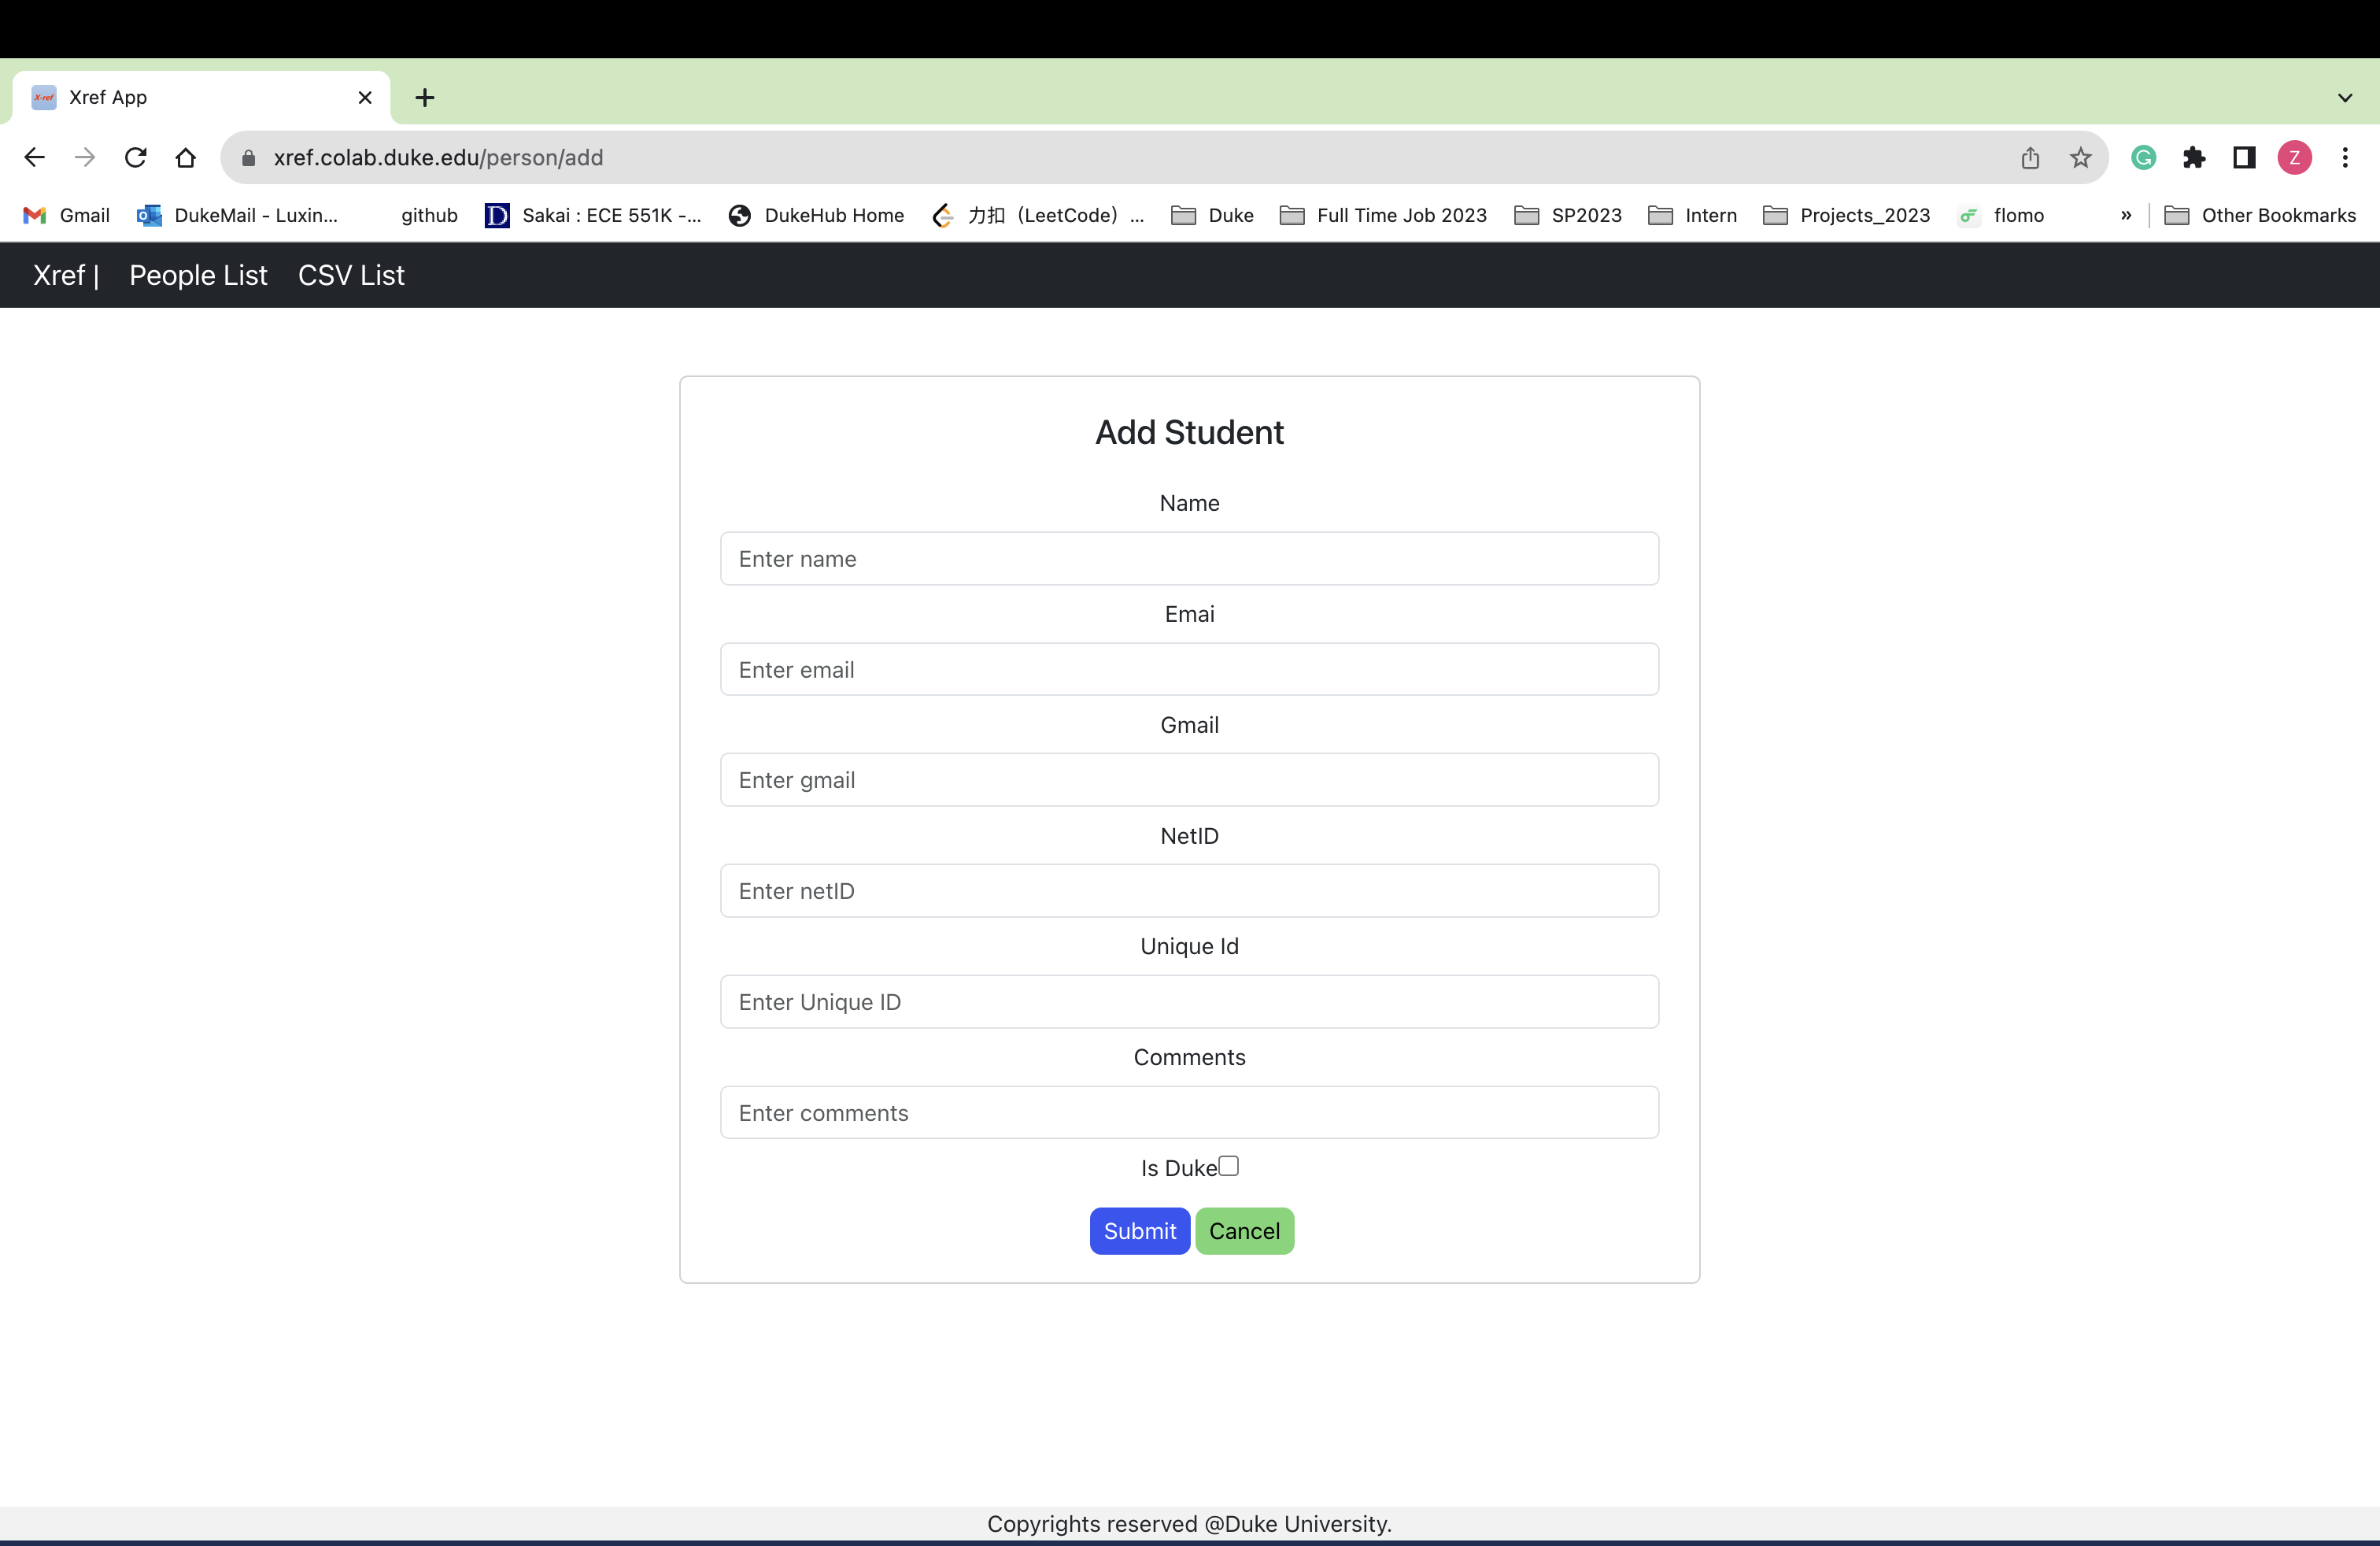 X-ref Xref App
xref.colab.duke.edu/person/add Z
Gmail DukeMail - Luxin... github Sakai : ECE 551K -... DukeHub Home 力扣（LeetCode）... Duke Full Time Job 2023 SP2023 Intern Projects_2023 flomo » Other Bookmarks
Xref | People List CSV List
Add Student
Name
Enter name
Emai
Enter email
Gmail
Enter gmail
NetID
Enter netID
Unique Id
Enter Unique ID
Comments
Enter comments
Is Duke
Submit Cancel
Copyrights reserved @Duke University.